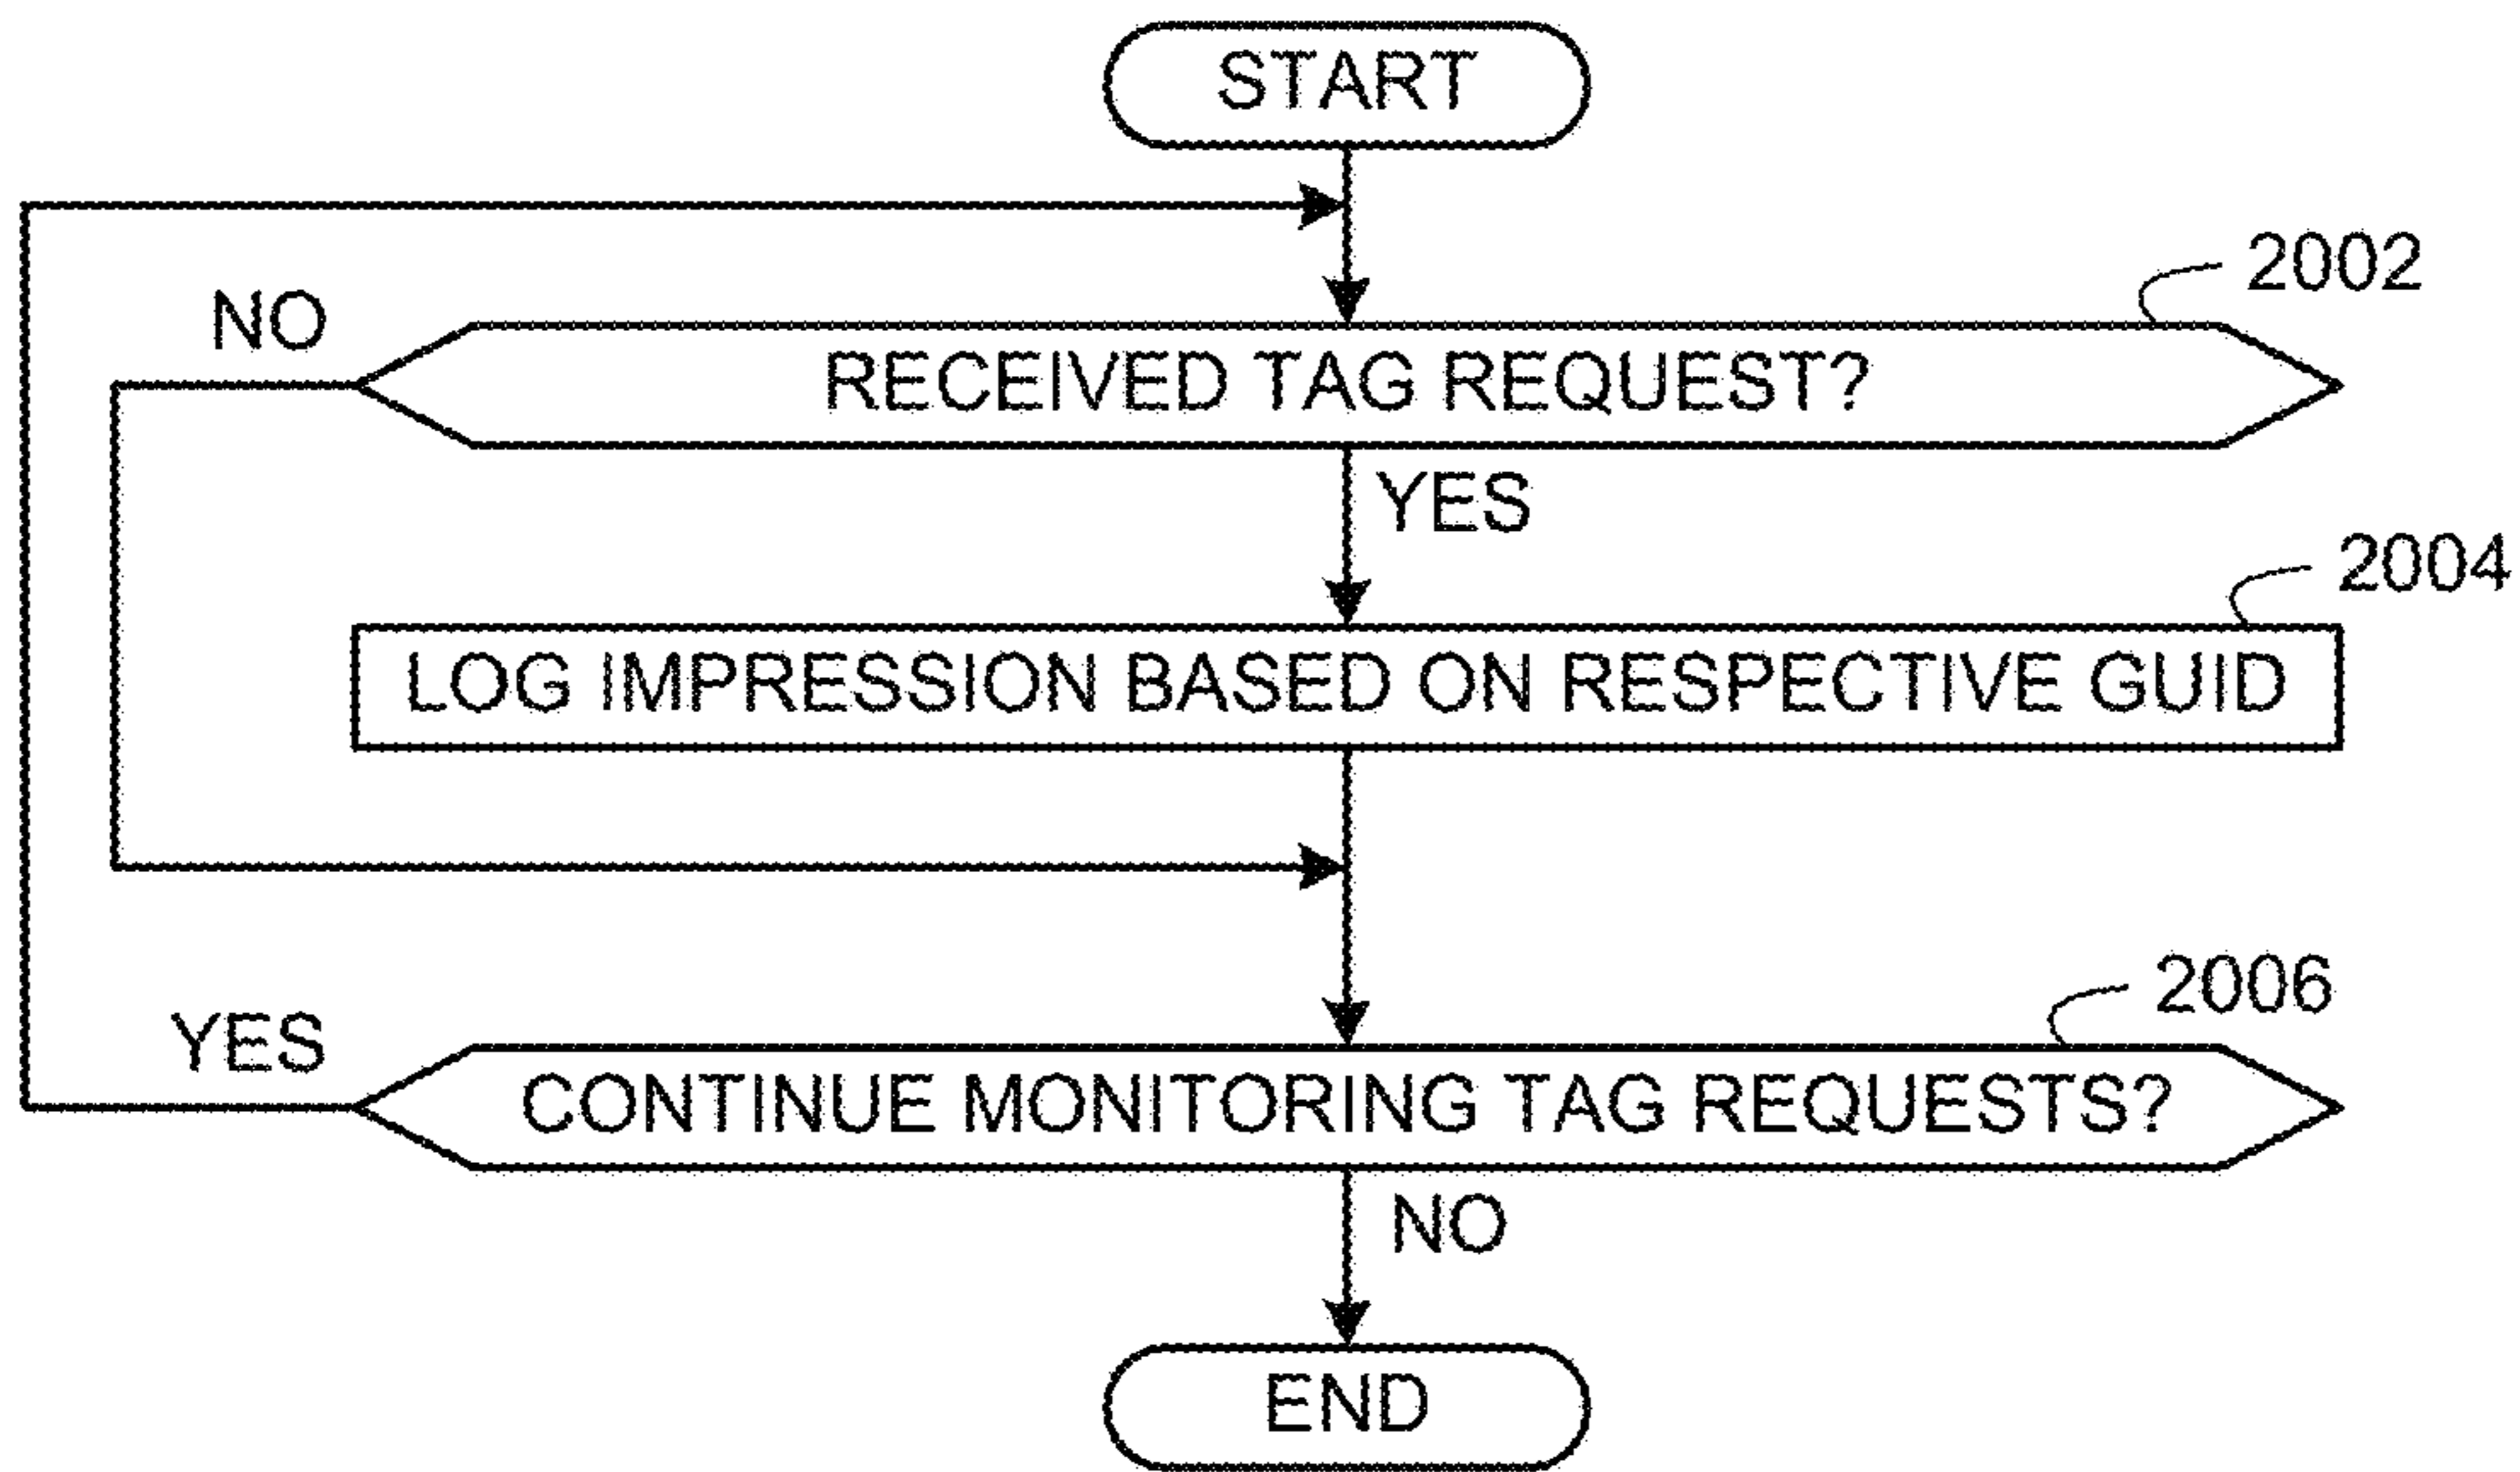 START
2002
NO
RECEIVED TAG REQUEST?
YES
2004
LOG IMPRESSION BASED ON RESPECTIVE GUID
2006
YES
CONTINUE MONITORING TAG REQUESTS?
NO
END